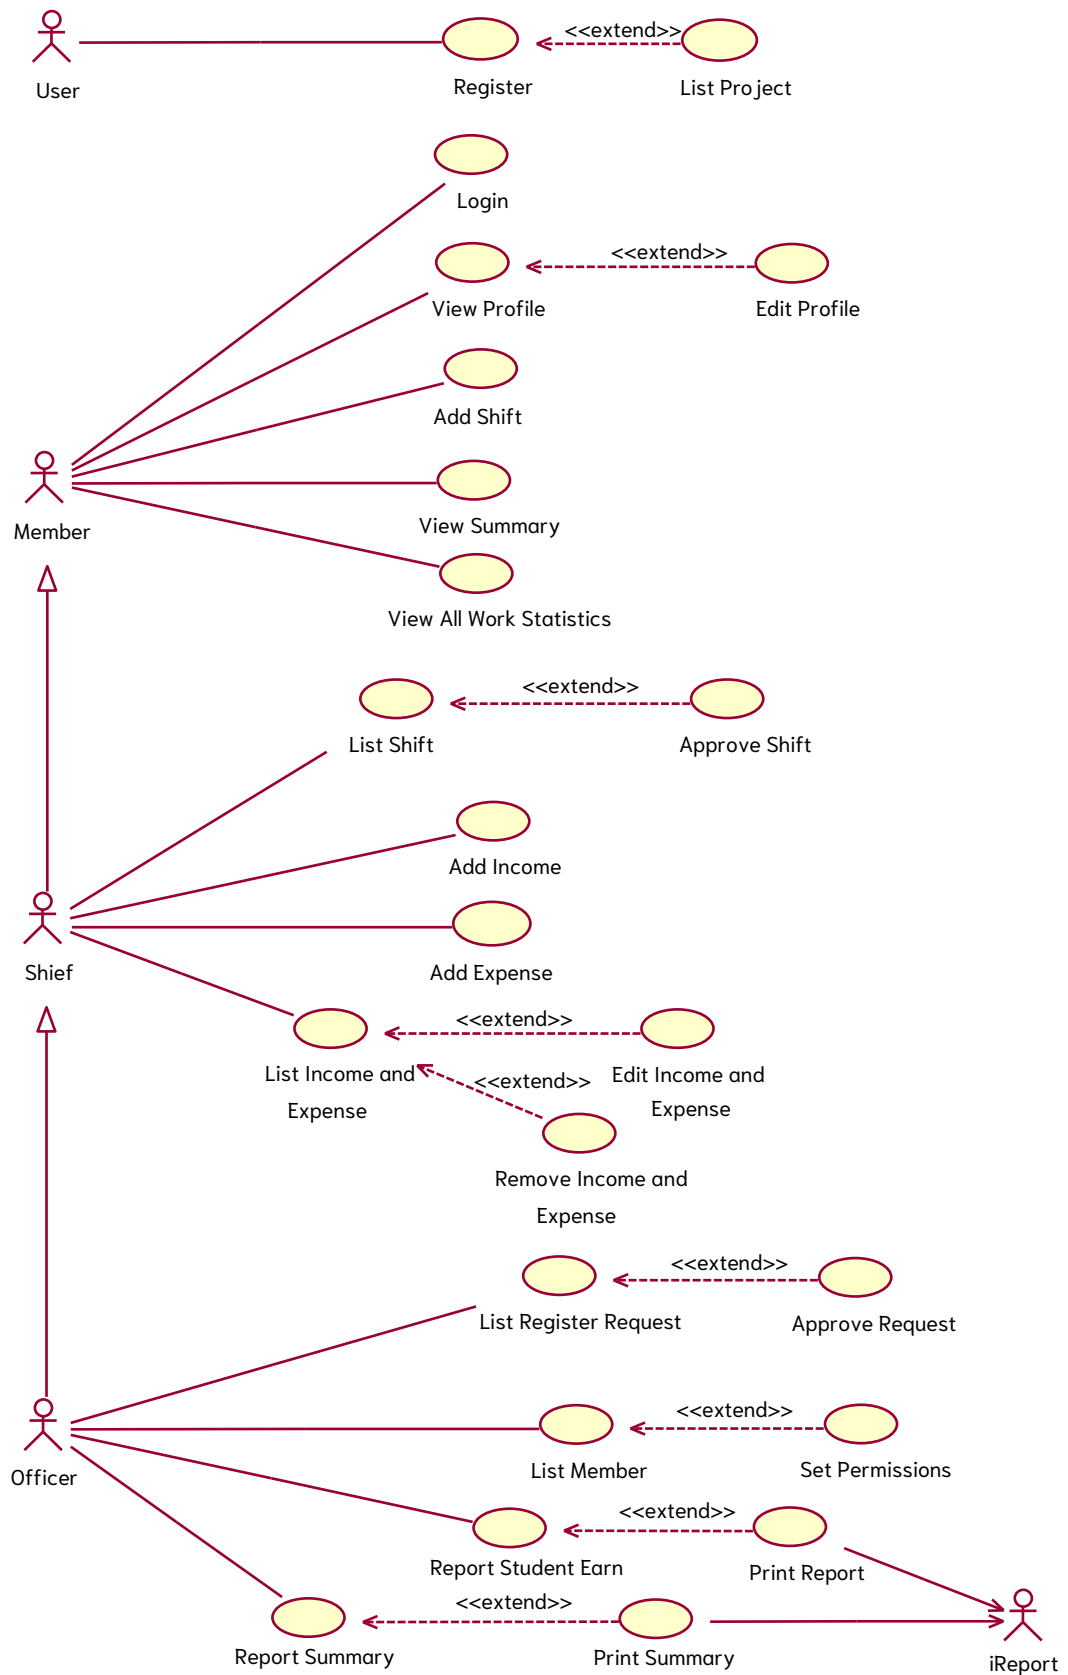 <<extend>>
User
Register
List Project
Login
<<extend>>
View Profile
Edit Profile
Add Shift
View Summary
Member
View All Work Statistics
<<extend>>
List Shift
Approve Shift
Add Income
Shief
Add Expense
<<extend>>
List Income and
Expense
<<extend>>
Edit Income and
Expense
Remove Income and
Expense
<<extend>>
List Register Request
Approve Request
<<extend>>
Officer
List Member
Set Permissions
<<extend>>
Report Student Earn
Print Report
<<extend>>
Report Summary
Print Summary
iReport